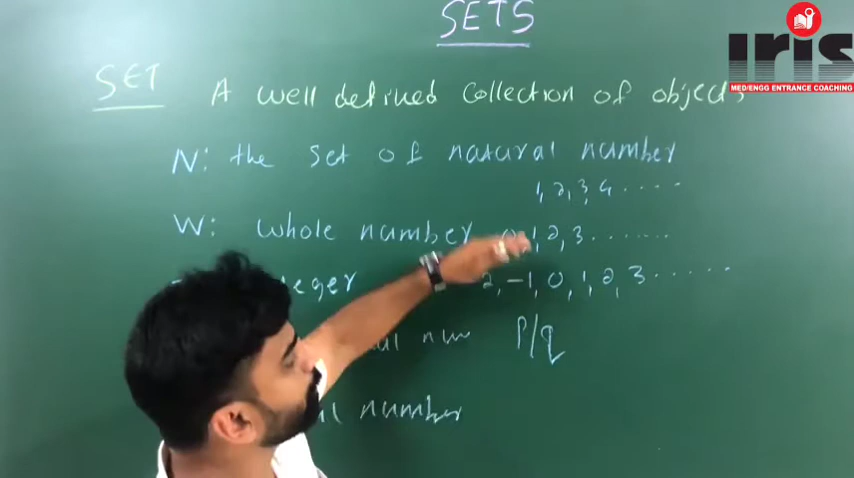 SETS
iris
MED/ENGG ENTRANCE COACHING
SET A well defined collection of objects
N: the set of natural number
1, 2, 3, 4 .....
W: whole number 0, 1, 2, 3 .......
2, -1, 0, 1, 2, 3 ......
num P/q
number